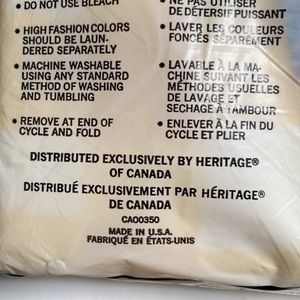 • DO NOT USE BLEACH
• HIGH FASHION COLORS
SHOULD BE LAUN-
DERED SEPARATELY
• MACHINE WASHABLE
USING ANY STANDARD
METHOD OF WASHING
AND TUMBLING
• REMOVE AT END OF
CYCLE AND FOLD
• NE PAS UTILISER
DE DÉTERSIF PUISSANT
• LAVER LES COULEURS
FONCÉS SÉPARÉMENT
• LAVABLE À LA MA-
CHINE SUIVANT LES
MÉTHODES USUELLES
DE LAVAGE ET
SECHAGE À TAMBOUR
• ENLEVER À LA FIN DU
CYCLE ET PLIER
DISTRIBUTED EXCLUSIVELY BY HERITAGE®
OF CANADA
DISTRIBUÉ EXCLUSIVEMENT PAR HÉRITAGE®
DE CANADA
CA00350
MADE IN U.S.A.
FABRIQUÉ EN ÉTATS-UNIS